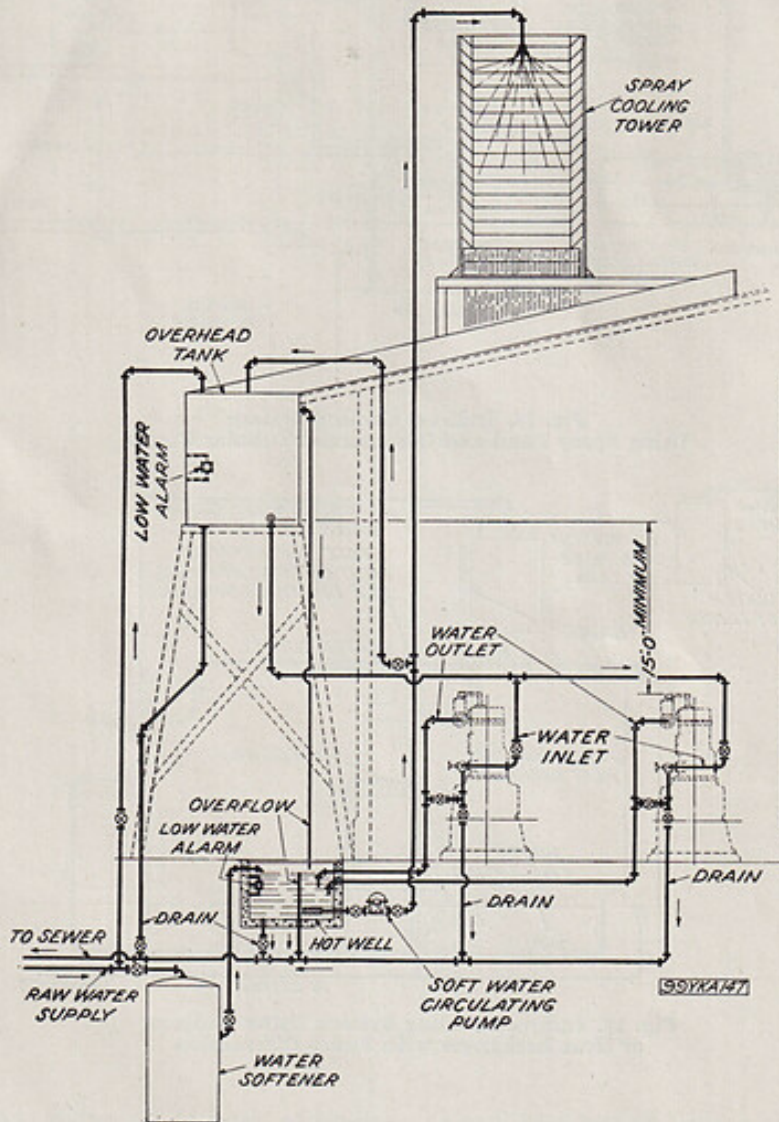 SPRAY
COOLING
TOWER
OVERHEAD
TANK
LOW WATER
ALARM
15'-0" MINIMUM
WATER
OUTLET
WATER
INLET
OVERFLOW
LOW WATER
ALARM
DRAIN
DRAIN
DRAIN
TO SEWER
HOT WELL
RAW WATER
SUPPLY
SOFT WATER
CIRCULATING
PUMP
99YKA147
WATER
SOFTENER